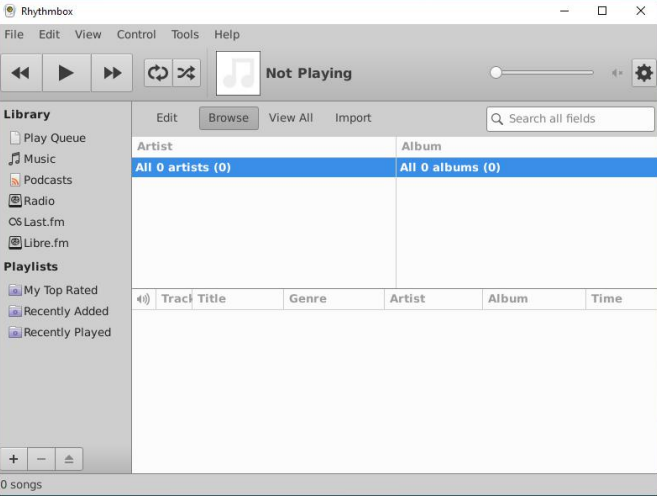 Rhythmbox
File Edit View Control Tools Help
Not Playing
Library
Edit Browse View All Import Search all fields
Play Queue
Music
Podcasts
Radio
Last.fm
Libre.fm
Playlists
My Top Rated
Recently Added
Recently Played
Artist Album
All 0 artists (0) All 0 albums (0)
Track Title Genre Artist Album Time
0 songs